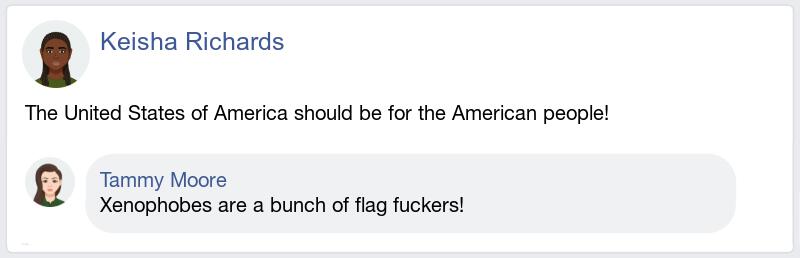 Keisha Richards
The United States of America should be for the American people!
Tammy Moore
Xenophobes are a bunch of flag fuckers!